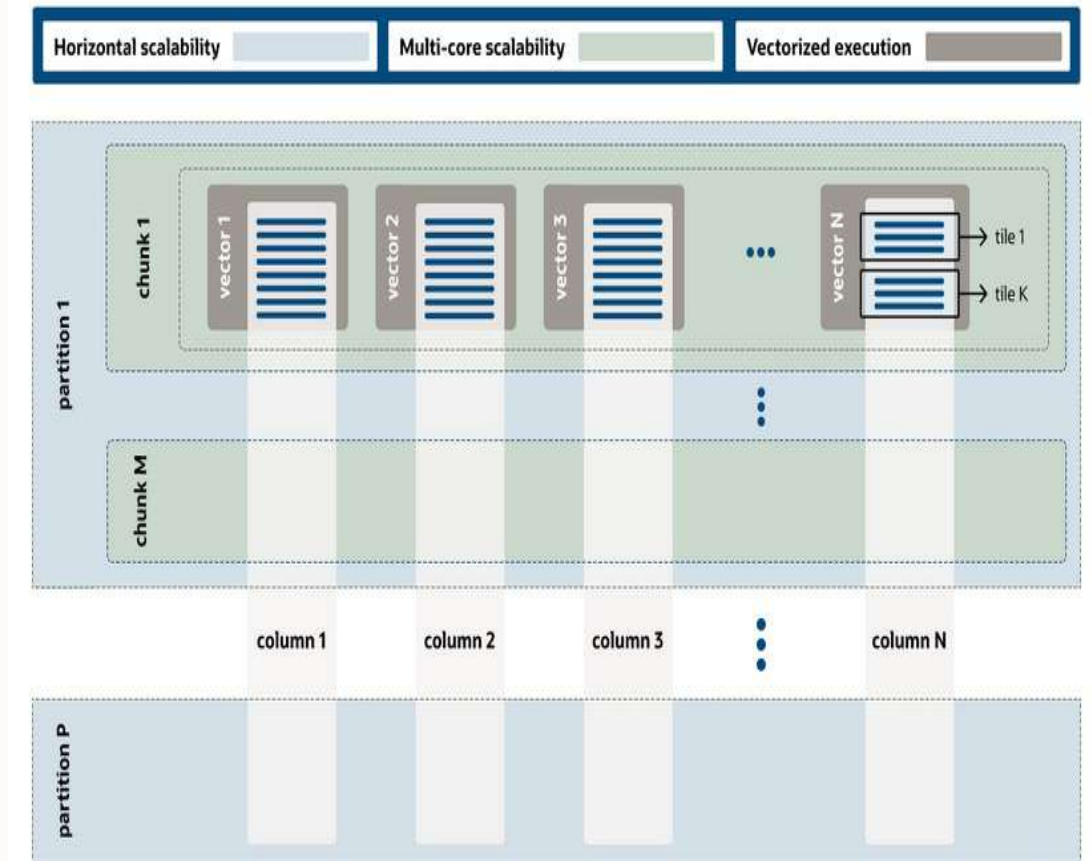 Horizontal scalability
Multi-core scalability
Vectorized execution
partition 1
chunk 1
vector 1
vector 2
vector 3
vector N
tile 1
tile K
chunk M
column 1
column 2
column 3
column N
partition P